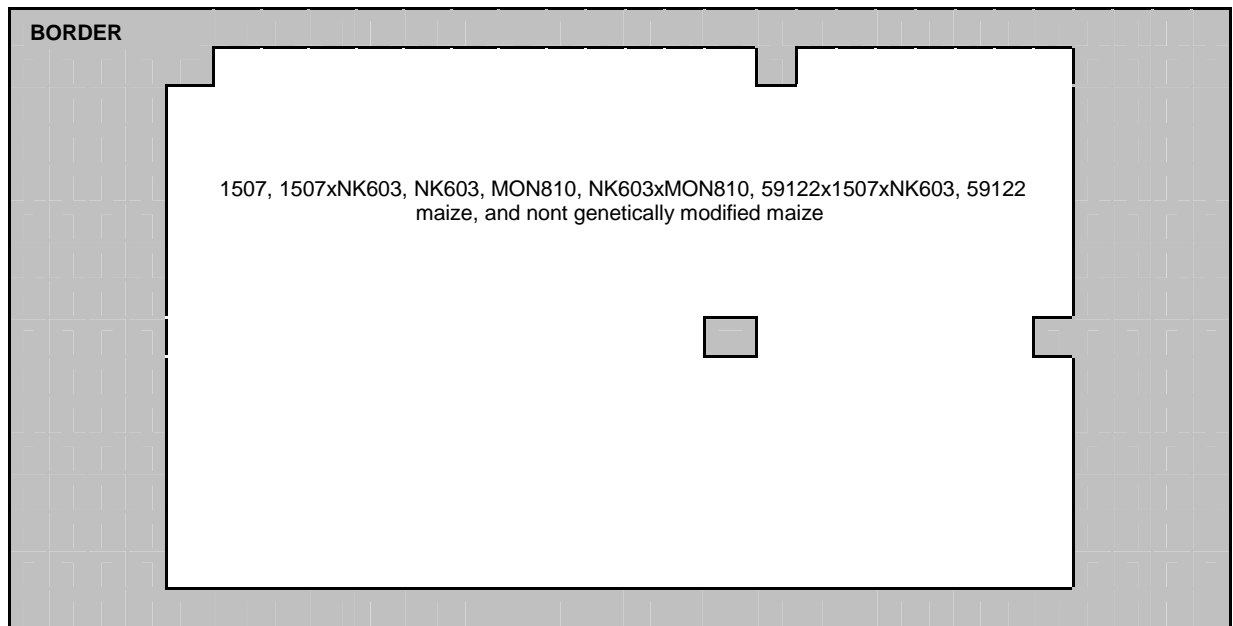 BORDER
1507, 1507xNK603, NK603, MON810, NK603xMON810, 59122x1507xNK603, 59122
maize, and nont genetically modified maize